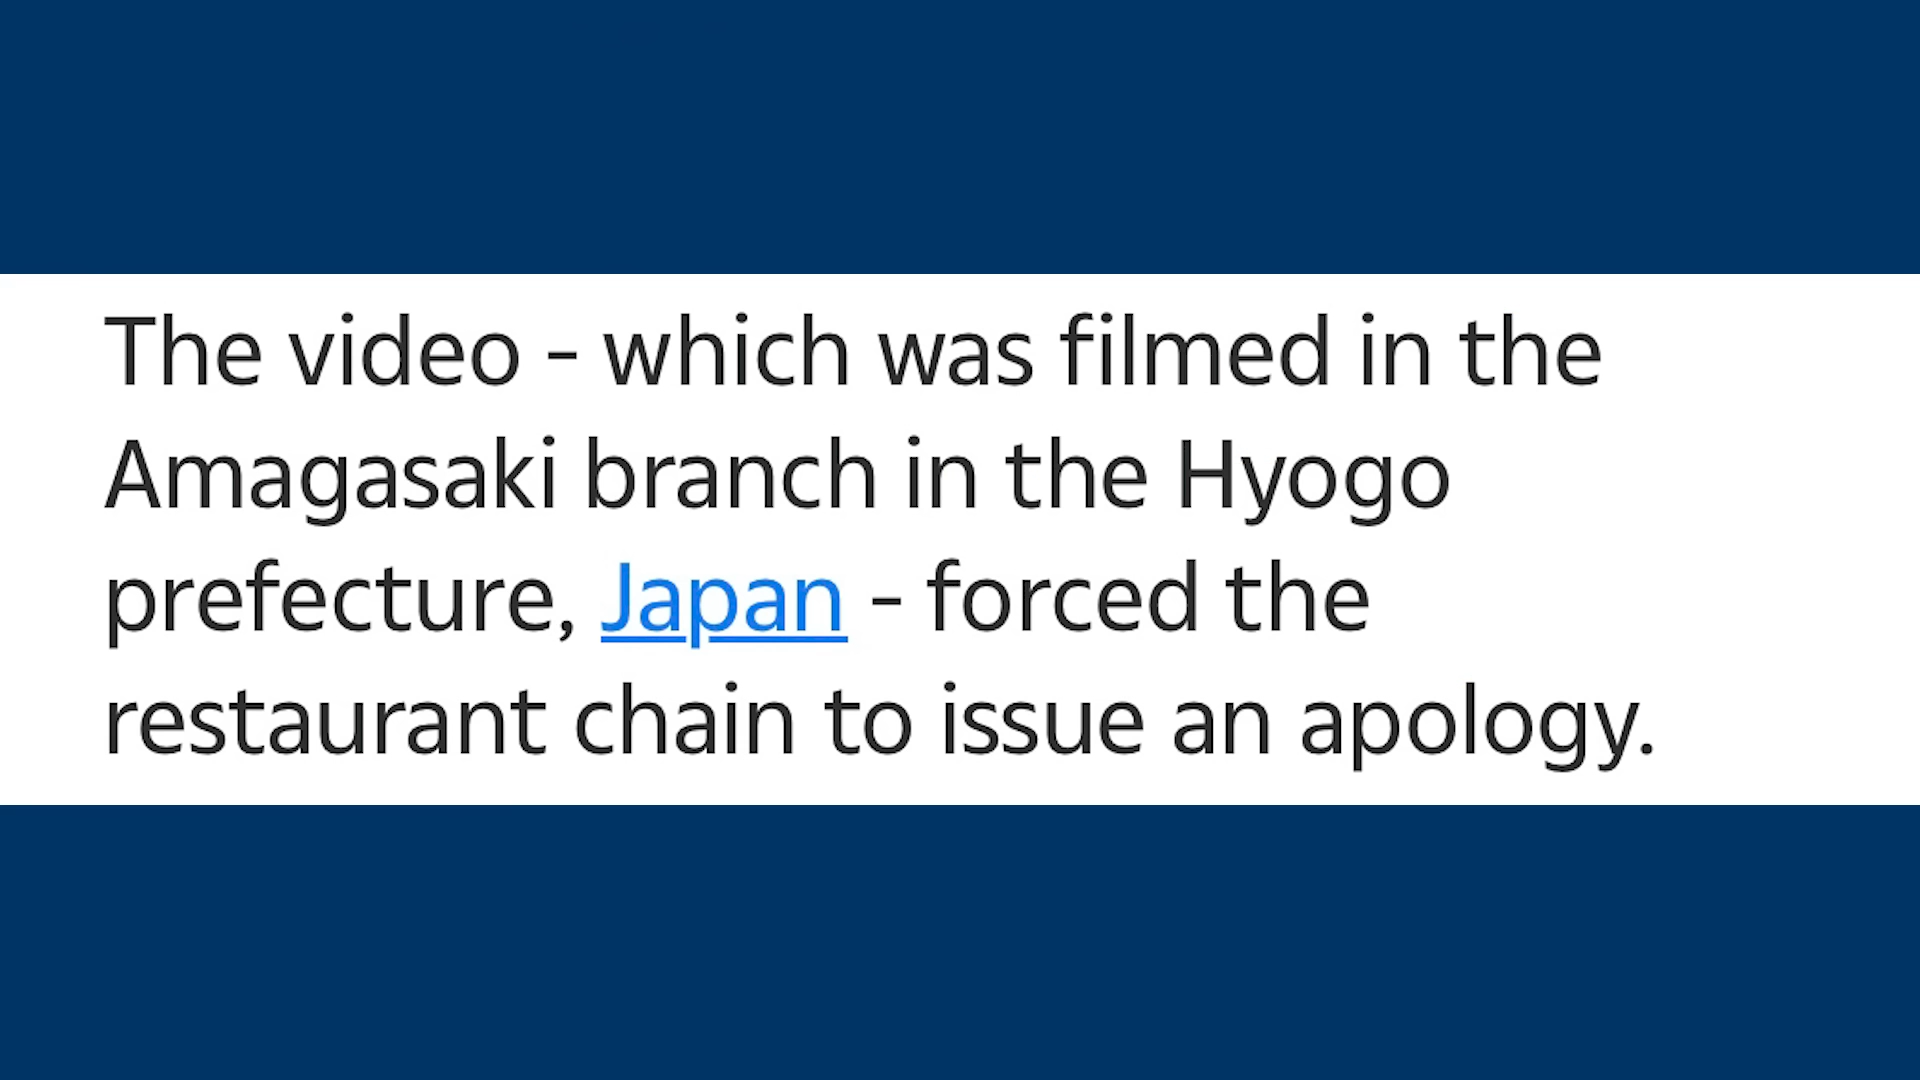 The video - which was filmed in the
Amagasaki branch in the Hyogo
prefecture, Japan - forced the
restaurant chain to issue an apology.